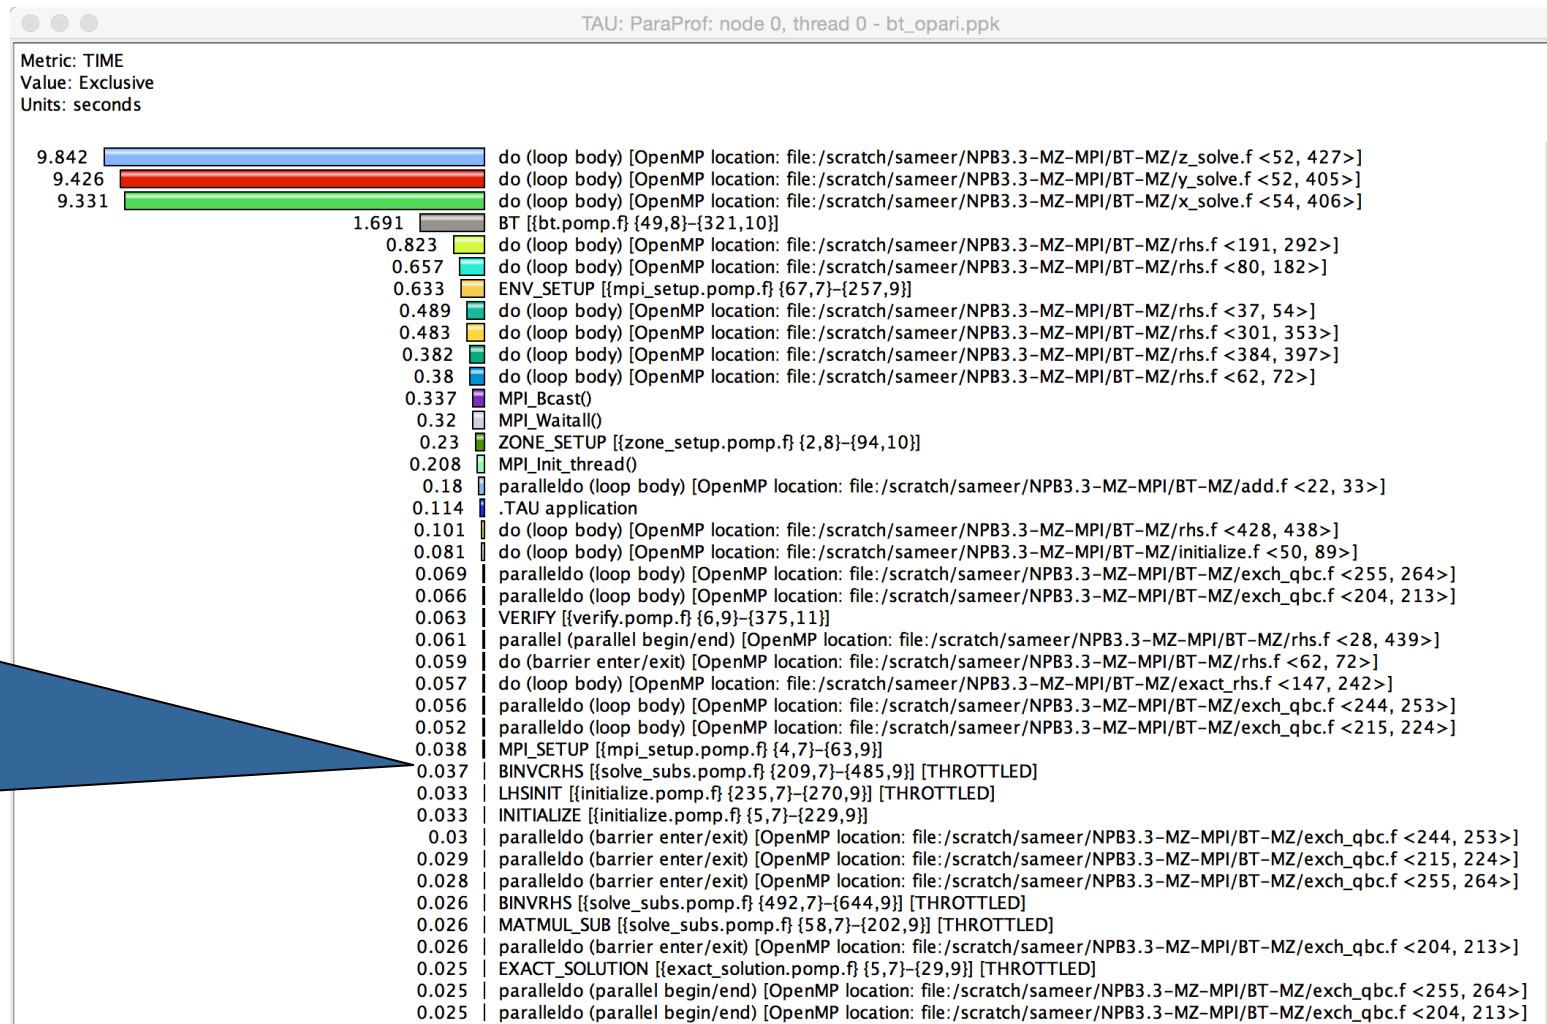 TAU: ParaProf: node 0, thread 0 - bt_opari.ppk
Metric: TIME
Value: Exclusive
Units: seconds
9.842 do (loop body) [OpenMP location: file:/scratch/sameer/NPB3.3-MZ-MPI/BT-MZ/z_solve.f <52, 427>]
9.426 do (loop body) [OpenMP location: file:/scratch/sameer/NPB3.3-MZ-MPI/BT-MZ/y_solve.f <52, 405>]
9.331 do (loop body) [OpenMP location: file:/scratch/sameer/NPB3.3-MZ-MPI/BT-MZ/x_solve.f <54, 406>]
1.691 BT [{bt.pomp.f} {49,8}-{321,10}]
0.823 do (loop body) [OpenMP location: file:/scratch/sameer/NPB3.3-MZ-MPI/BT-MZ/rhs.f <191, 292>]
0.657 do (loop body) [OpenMP location: file:/scratch/sameer/NPB3.3-MZ-MPI/BT-MZ/rhs.f <80, 182>]
0.633 ENV_SETUP [{mpi_setup.pomp.f} {67,7}-{257,9}]
0.489 do (loop body) [OpenMP location: file:/scratch/sameer/NPB3.3-MZ-MPI/BT-MZ/rhs.f <37, 54>]
0.483 do (loop body) [OpenMP location: file:/scratch/sameer/NPB3.3-MZ-MPI/BT-MZ/rhs.f <301, 353>]
0.382 do (loop body) [OpenMP location: file:/scratch/sameer/NPB3.3-MZ-MPI/BT-MZ/rhs.f <384, 397>]
0.38 do (loop body) [OpenMP location: file:/scratch/sameer/NPB3.3-MZ-MPI/BT-MZ/rhs.f <62, 72>]
0.337 MPI_Bcast()
0.32 MPI_Waitall()
0.23 ZONE_SETUP [{zone_setup.pomp.f} {2,8}-{94,10}]
0.208 MPI_Init_thread()
0.18 paralleldo (loop body) [OpenMP location: file:/scratch/sameer/NPB3.3-MZ-MPI/BT-MZ/add.f <22, 33>]
0.114 .TAU application
0.101 do (loop body) [OpenMP location: file:/scratch/sameer/NPB3.3-MZ-MPI/BT-MZ/rhs.f <428, 438>]
0.081 do (loop body) [OpenMP location: file:/scratch/sameer/NPB3.3-MZ-MPI/BT-MZ/initialize.f <50, 89>]
0.069 paralleldo (loop body) [OpenMP location: file:/scratch/sameer/NPB3.3-MZ-MPI/BT-MZ/exch_qbc.f <255, 264>]
0.066 paralleldo (loop body) [OpenMP location: file:/scratch/sameer/NPB3.3-MZ-MPI/BT-MZ/exch_qbc.f <204, 213>]
0.063 VERIFY [{verify.pomp.f} {6,9}-{375,11}]
0.061 parallel (parallel begin/end) [OpenMP location: file:/scratch/sameer/NPB3.3-MZ-MPI/BT-MZ/rhs.f <28, 439>]
0.059 do (barrier enter/exit) [OpenMP location: file:/scratch/sameer/NPB3.3-MZ-MPI/BT-MZ/rhs.f <62, 72>]
0.057 do (loop body) [OpenMP location: file:/scratch/sameer/NPB3.3-MZ-MPI/BT-MZ/exact_rhs.f <147, 242>]
0.056 paralleldo (loop body) [OpenMP location: file:/scratch/sameer/NPB3.3-MZ-MPI/BT-MZ/exch_qbc.f <244, 253>]
0.052 paralleldo (loop body) [OpenMP location: file:/scratch/sameer/NPB3.3-MZ-MPI/BT-MZ/exch_qbc.f <215, 224>]
0.038 MPI_SETUP [{mpi_setup.pomp.f} {4,7}-{63,9}]
0.037 BINVCRHS [{solve_subs.pomp.f} {209,7}-{485,9}] [THROTTLED]
0.033 LHSINIT [{initialize.pomp.f} {235,7}-{270,9}] [THROTTLED]
0.033 INITIALIZE [{initialize.pomp.f} {5,7}-{229,9}]
0.03 paralleldo (barrier enter/exit) [OpenMP location: file:/scratch/sameer/NPB3.3-MZ-MPI/BT-MZ/exch_qbc.f <244, 253>]
0.029 paralleldo (barrier enter/exit) [OpenMP location: file:/scratch/sameer/NPB3.3-MZ-MPI/BT-MZ/exch_qbc.f <215, 224>]
0.028 paralleldo (barrier enter/exit) [OpenMP location: file:/scratch/sameer/NPB3.3-MZ-MPI/BT-MZ/exch_qbc.f <255, 264>]
0.026 BINVRHS [{solve_subs.pomp.f} {492,7}-{644,9}] [THROTTLED]
0.026 MATMUL_SUB [{solve_subs.pomp.f} {58,7}-{202,9}] [THROTTLED]
0.026 paralleldo (barrier enter/exit) [OpenMP location: file:/scratch/sameer/NPB3.3-MZ-MPI/BT-MZ/exch_qbc.f <204, 213>]
0.025 EXACT_SOLUTION [{exact_solution.pomp.f} {5,7}-{29,9}] [THROTTLED]
0.025 paralleldo (parallel begin/end) [OpenMP location: file:/scratch/sameer/NPB3.3-MZ-MPI/BT-MZ/exch_qbc.f <255, 264>]
0.025 paralleldo (parallel begin/end) [OpenMP location: file:/scratch/sameer/NPB3.3-MZ-MPI/BT-MZ/exch_qbc.f <204, 213>]